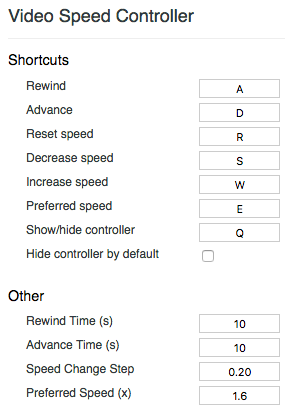 Video Speed Controller
Shortcuts
Rewind A
Advance D
Reset speed R
Decrease speed S
Increase speed W
Preferred speed E
Show/hide controller Q
Hide controller by default
Other
Rewind Time (s) 10
Advance Time (s) 10
Speed Change Step 0.20
Preferred Speed (x) 1.6